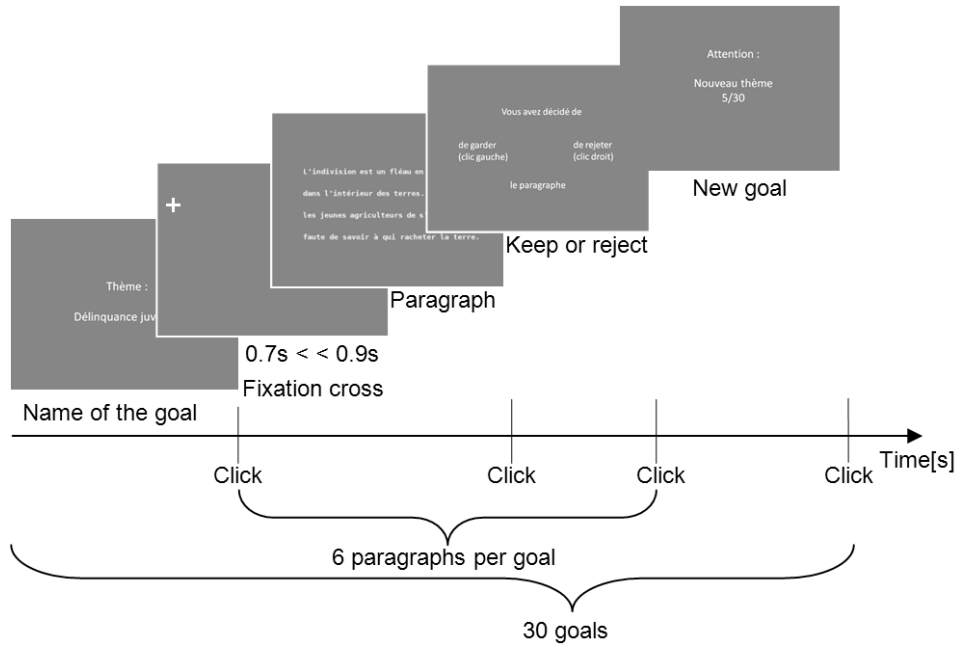 Attention :
Nouveau thème
5/30
New goal
Vous avez décidé de
de garder
(clic gauche)
de rejeter
(clic droit)
le paragraphe
Keep or reject
L'indivision est un fléau en
dans l'intérieur des terres.
les jeunes agriculteurs de s'
faute de savoir à qui racheter la terre.
Paragraph
0.7s < < 0.9s
Fixation cross
Thème :
Délinquance juv
Name of the goal
Time[s]
Click
Click
Click
Click
6 paragraphs per goal
30 goals